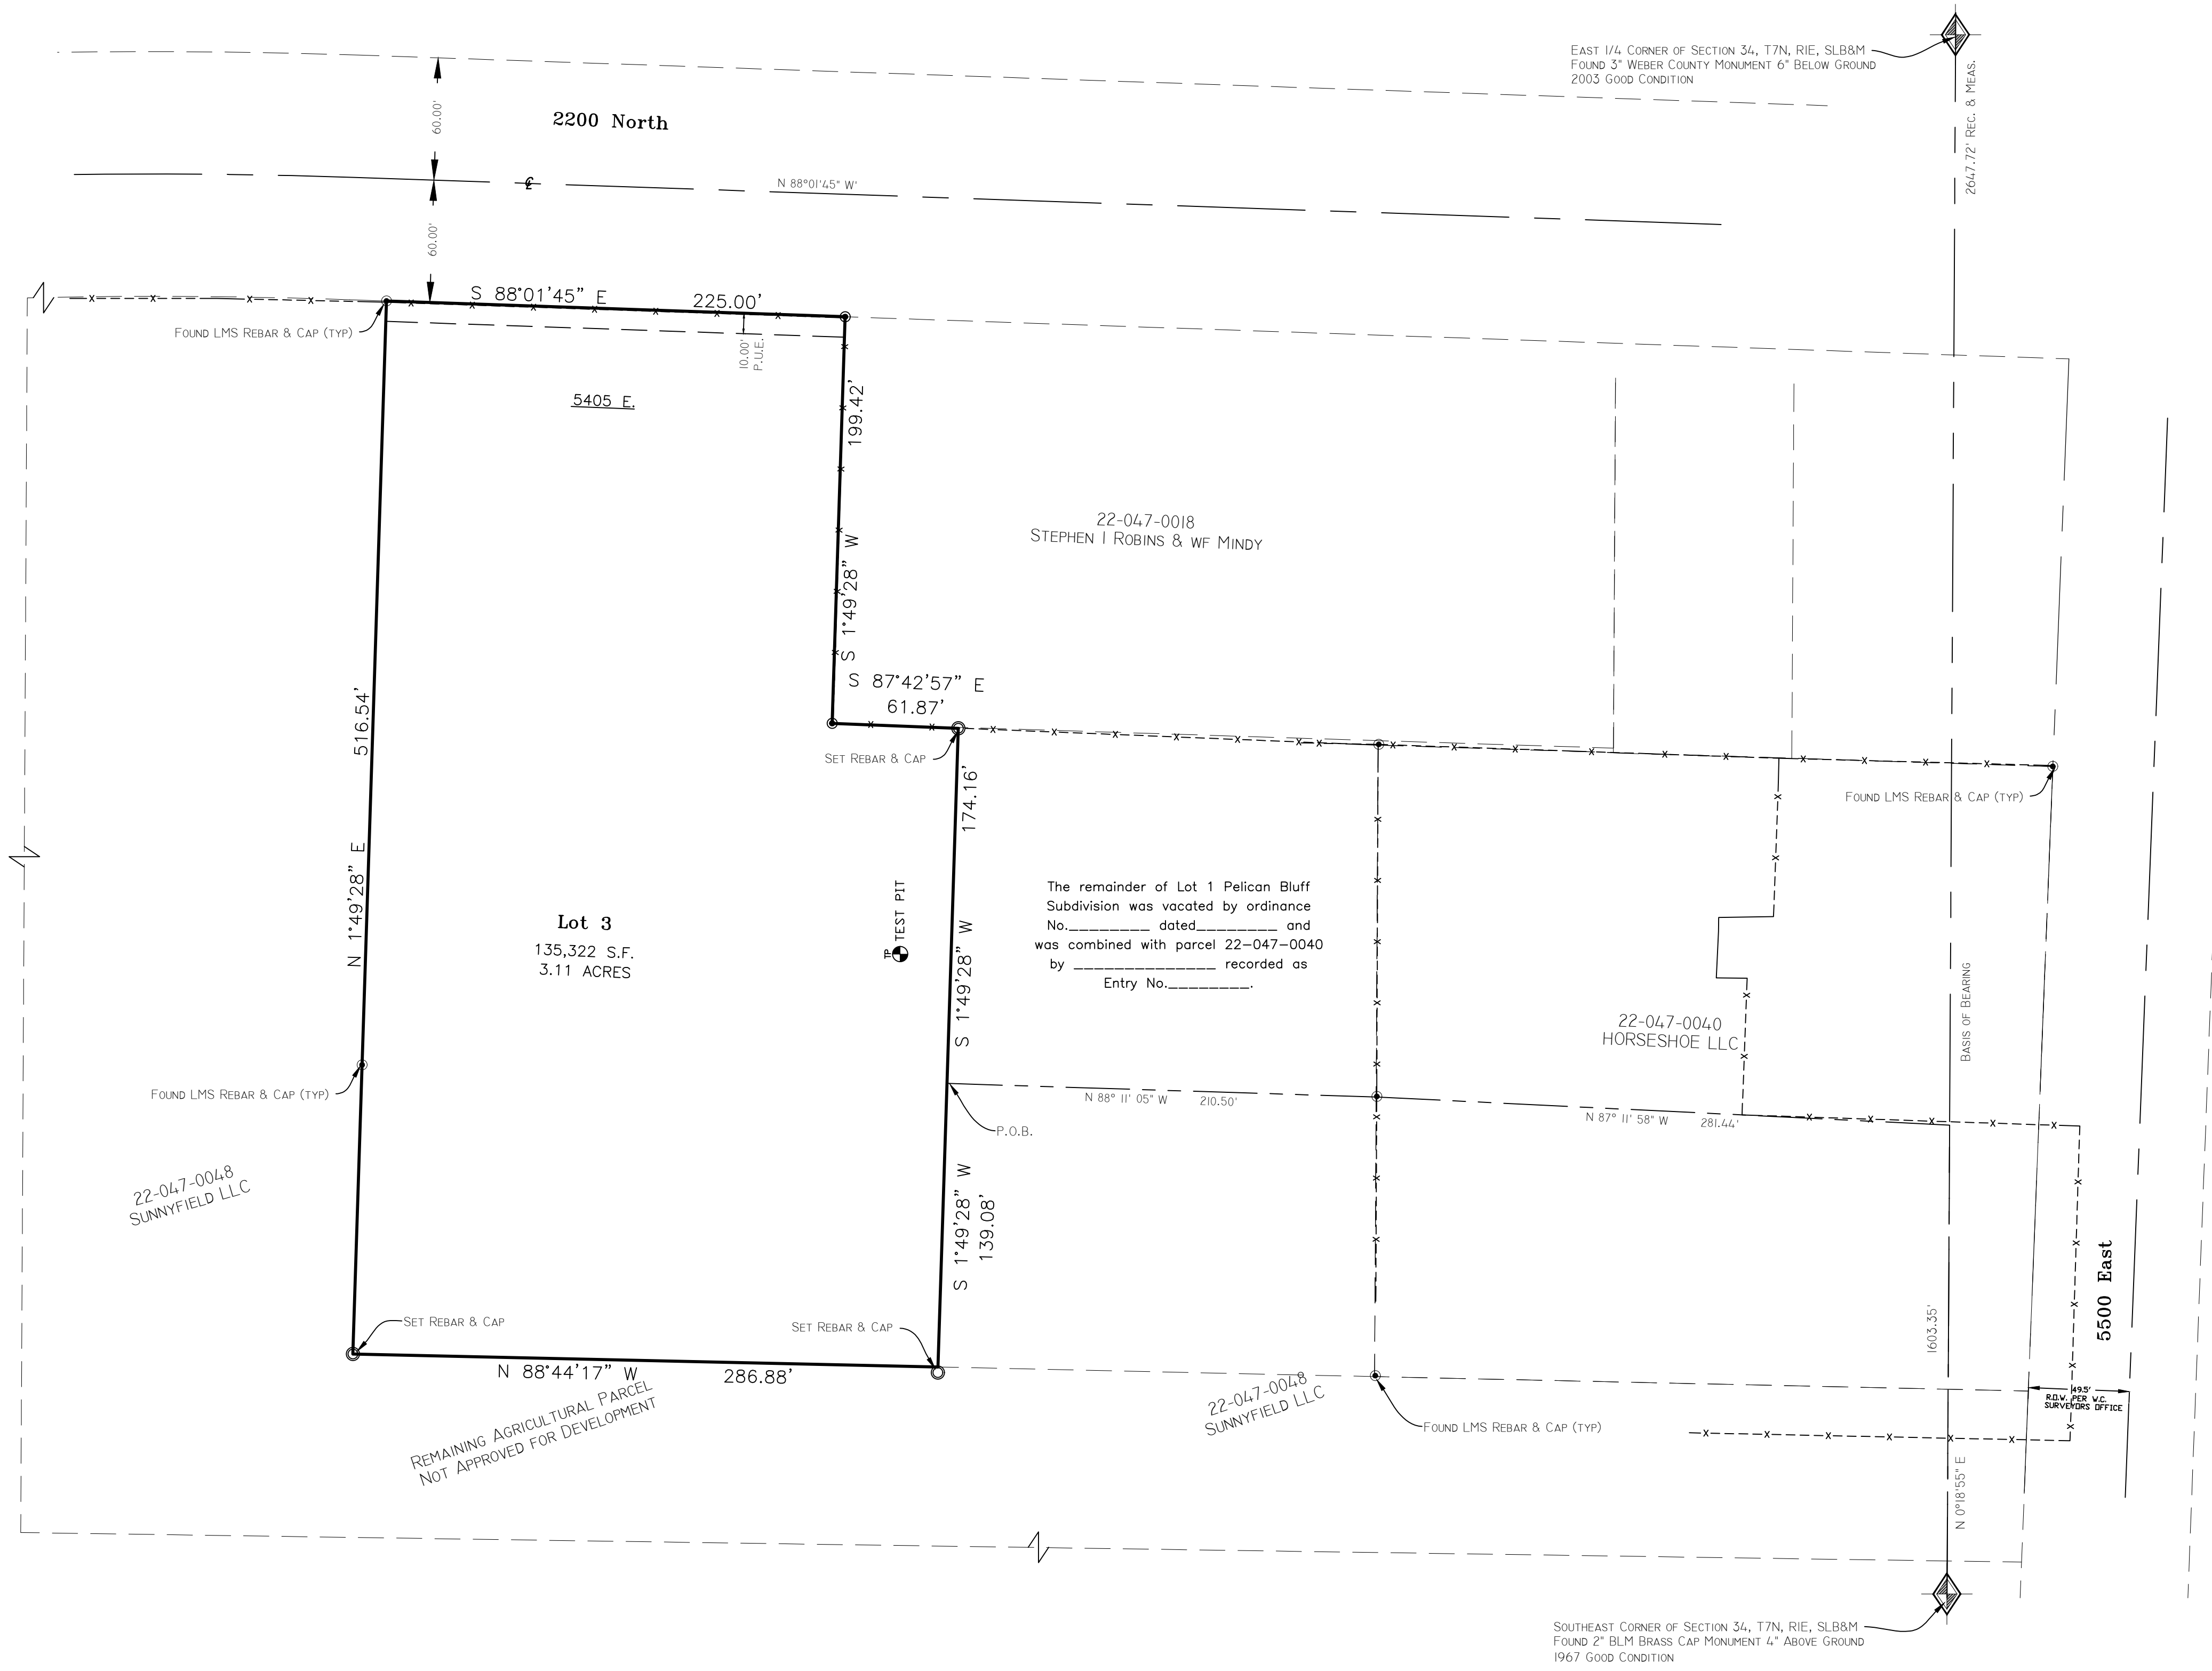 EAST 1/4 CORNER OF SECTION 34, T7N, R1E, SLB&M
FOUND 3" WEBER COUNTY MONUMENT 6" BELOW GROUND
2003 GOOD CONDITION
2647.72' REC. & MEAS.
60.00'
2200 North
℄
N 88°01'45" W'
60.00'
S 88°01'45" E 225.00'
FOUND LMS REBAR & CAP (TYP)
10.00'
P.U.E.
5405 E.
199.42'
S 1°49'28" W
22-047-0018
STEPHEN I ROBINS & WF MINDY
S 87°42'57" E
61.87'
SET REBAR & CAP
516.54'
N 1°49'28" E
174.16'
S 1°49'28" W
FOUND LMS REBAR & CAP (TYP)
Lot 3
135,322 S.F.
3.11 ACRES
TP
TEST PIT
The remainder of Lot 1 Pelican Bluff
Subdivision was vacated by ordinance
No.________ dated________ and
was combined with parcel 22-047-0040
by ______________ recorded as
Entry No.________.
22-047-0040
HORSESHOE LLC
BASIS OF BEARING
FOUND LMS REBAR & CAP (TYP)
N 88° 11' 05" W 210.50'
N 87° 11' 58" W 281.44'
P.O.B.
22-047-0048
SUNNYFIELD LLC
S 1°49'28" W
139.08'
5500 East
1603.35'
SET REBAR & CAP
SET REBAR & CAP
N 88°44'17" W 286.88'
REMAINING AGRICULTURAL PARCEL
NOT APPROVED FOR DEVELOPMENT
22-047-0048
SUNNYFIELD LLC
FOUND LMS REBAR & CAP (TYP)
49.5'
R.O.W. PER W.C.
SURVEYORS OFFICE
N 0°18'55" E
SOUTHEAST CORNER OF SECTION 34, T7N, R1E, SLB&M
FOUND 2" BLM BRASS CAP MONUMENT 4" ABOVE GROUND
1967 GOOD CONDITION